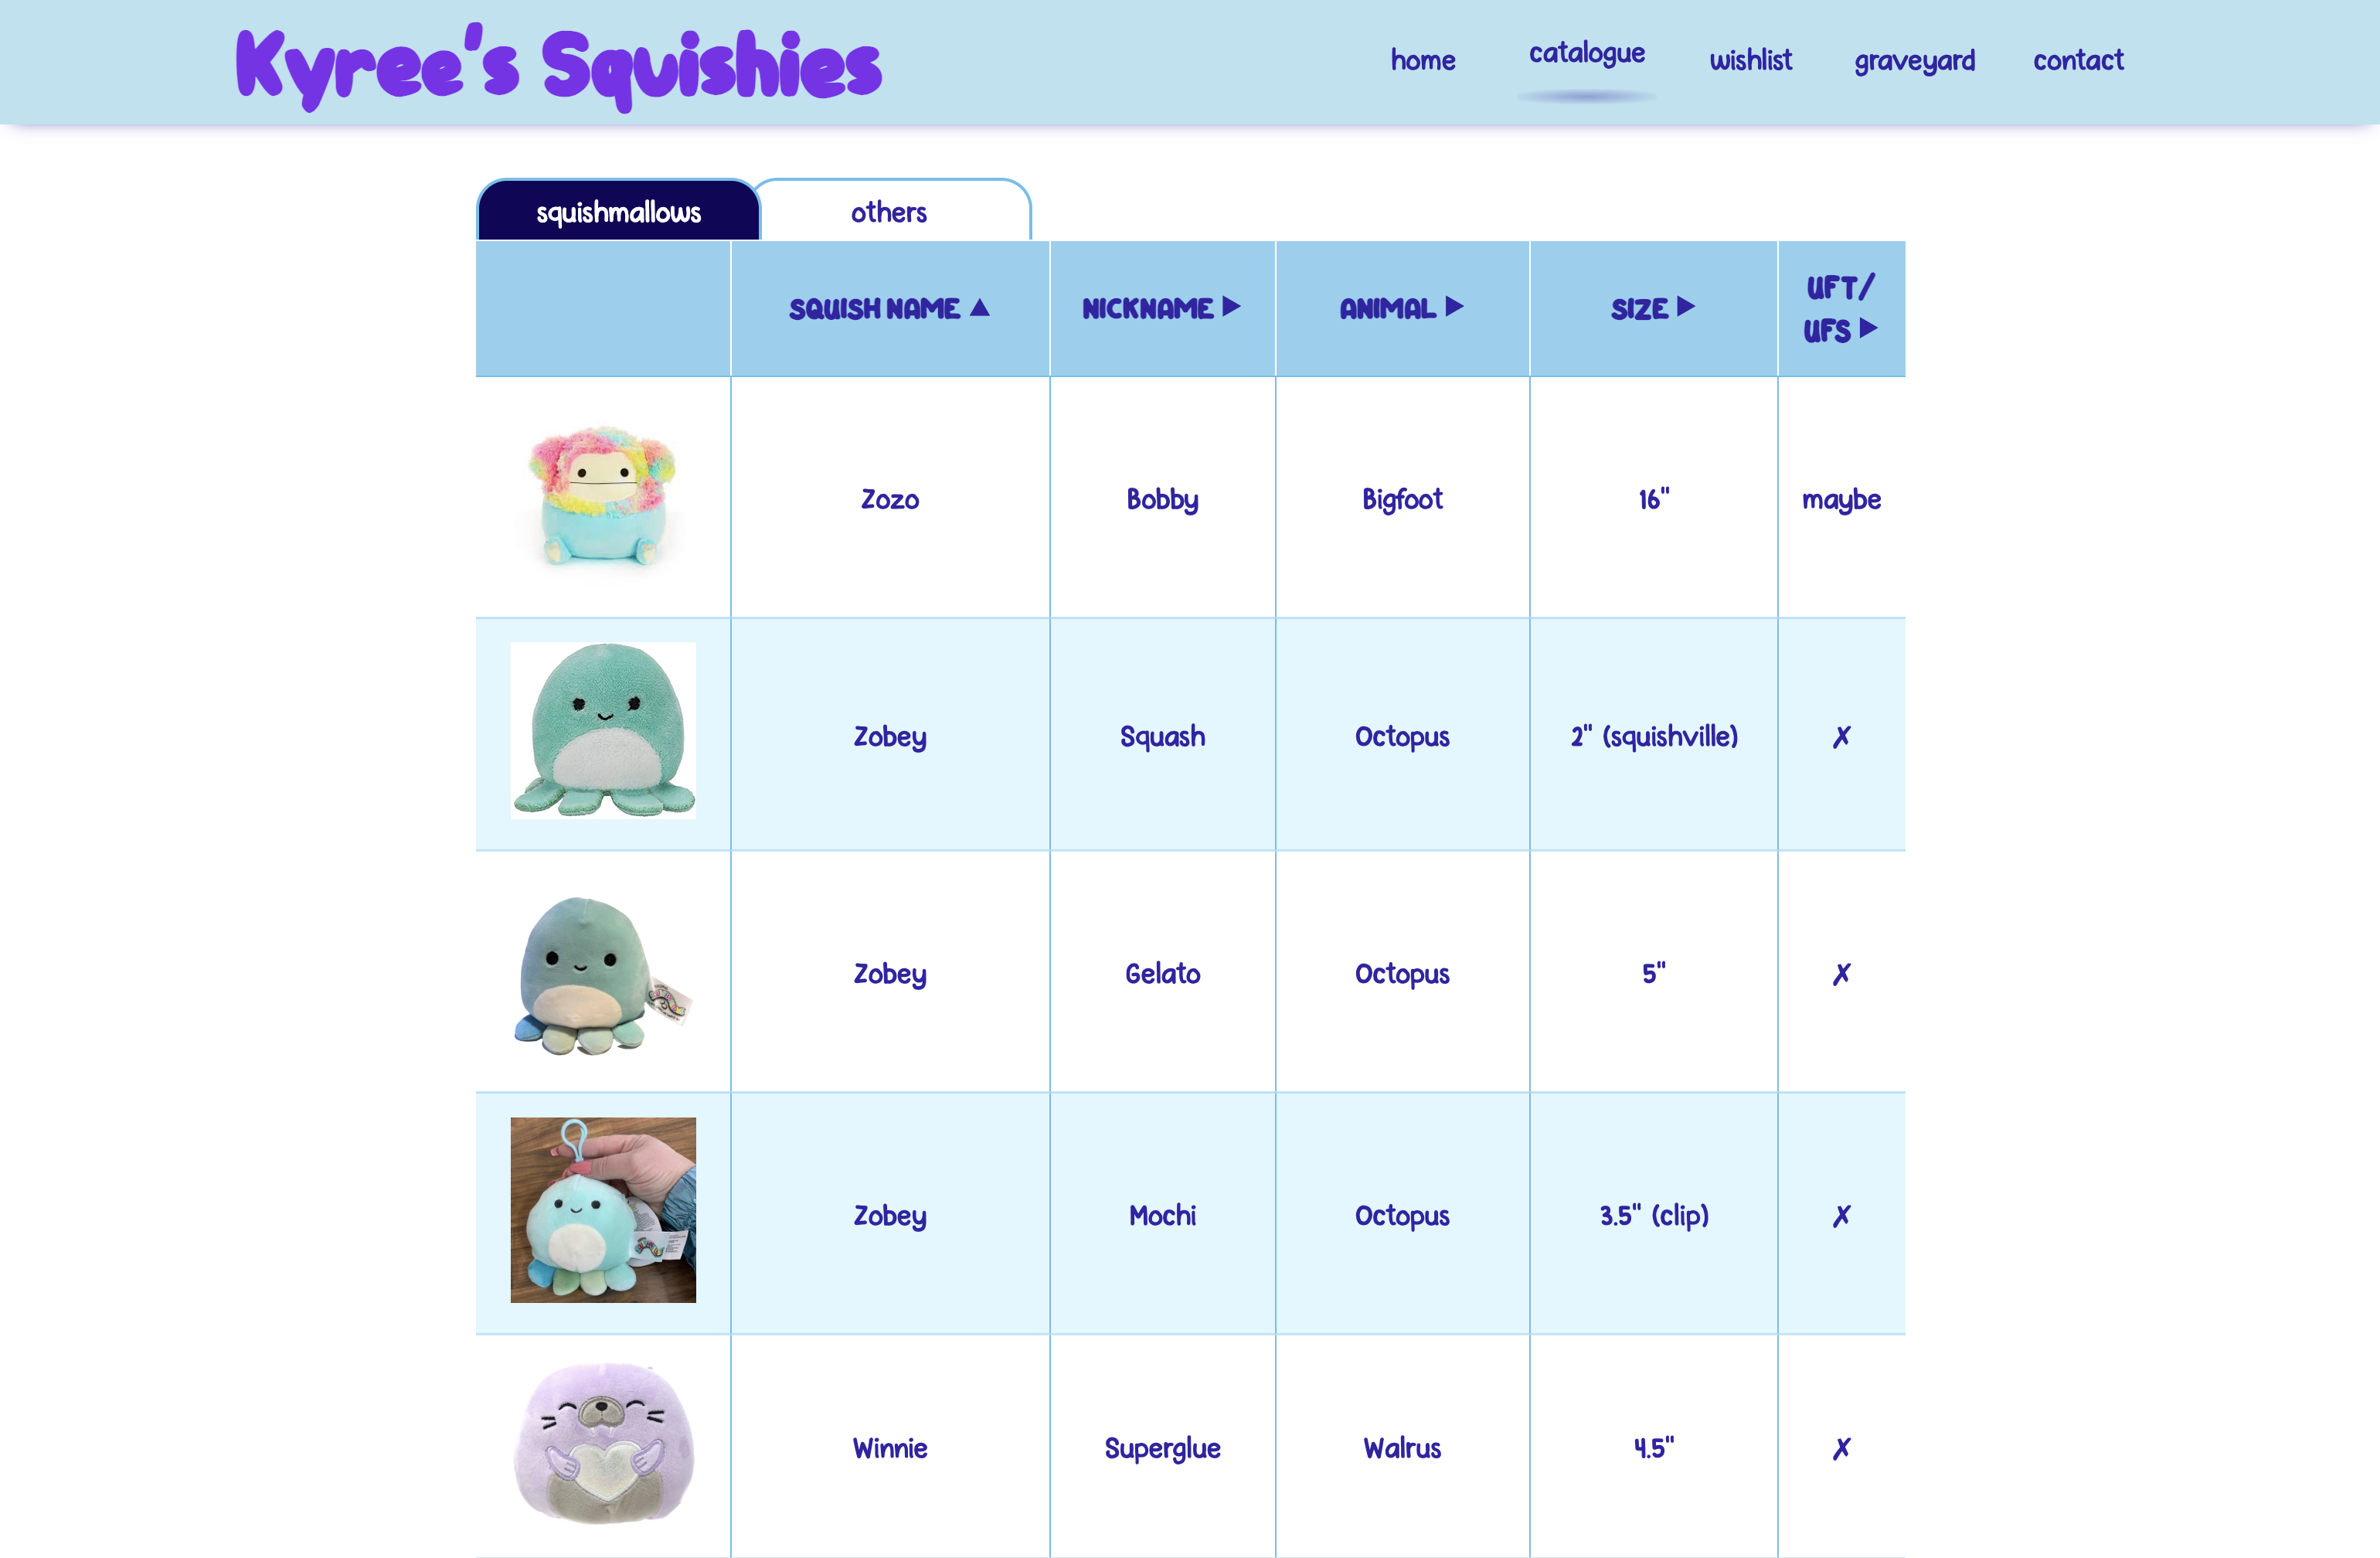 Kyree's Squishies
home catalogue wishlist graveyard contact
squishmallows others
SQUISH NAME ▲ NICKNAME ▶ ANIMAL ▶ SIZE ▶ UFT/
UFS ▶
Zozo Bobby Bigfoot 16" maybe
Zobey Squash Octopus 2" (squishville) ✗
Zobey Gelato Octopus 5" ✗
Zobey Mochi Octopus 3.5" (clip) ✗
Winnie Superglue Walrus 4.5" ✗